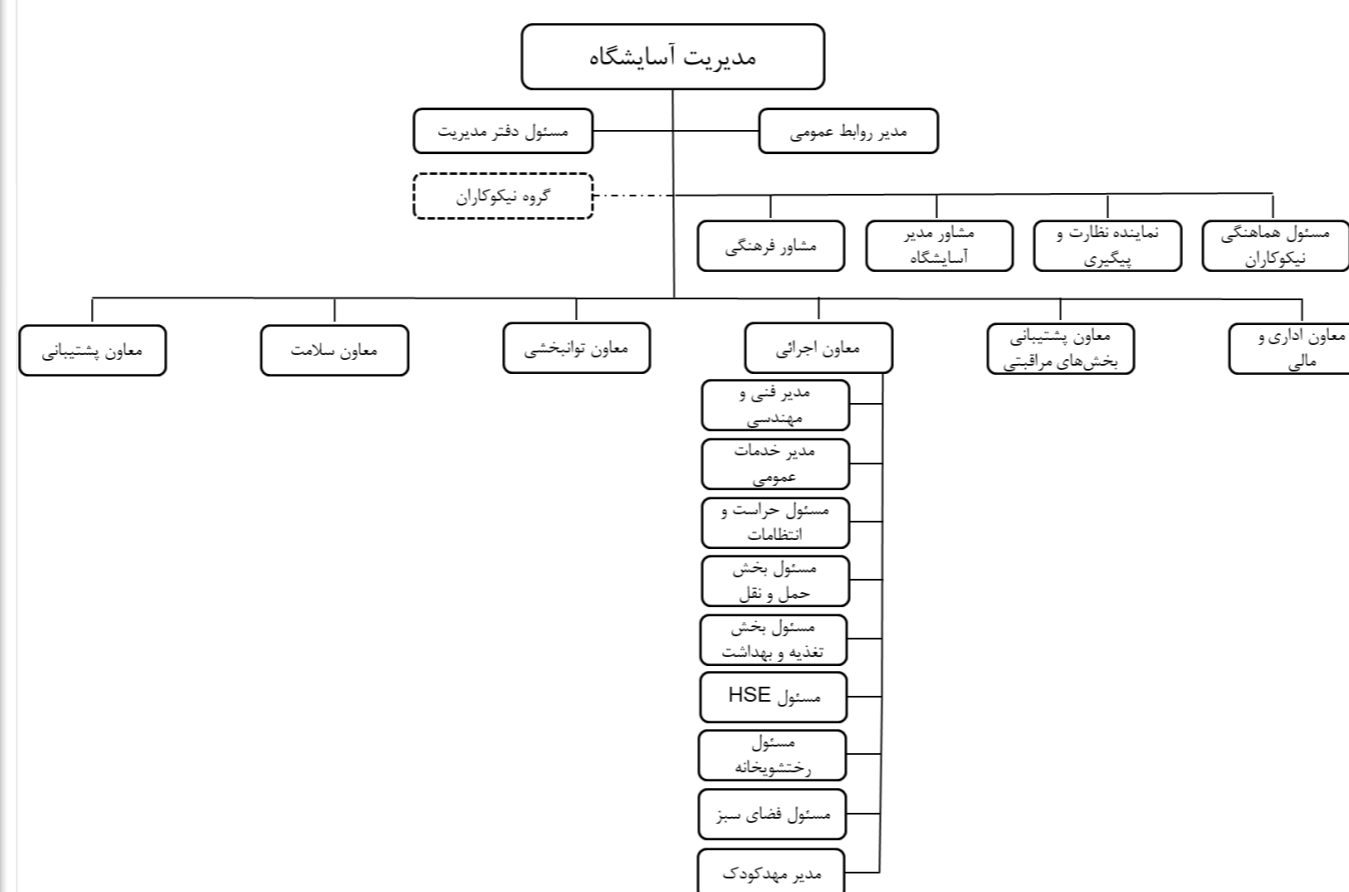 مدیریت آسایشگاه
مدیر روابط عمومی
مسئول دفتر مدیریت
گروه نیکوکاران
مسئول هماهنگی
نیکوکاران
نماینده نظارت و
پیگیری
مشاور مدیر
آسایشگاه
مشاور فرهنگی
معاون اداری و
مالی
معاون پشتیبانی
بخش‌های مراقبتی
معاون اجرائی
معاون توانبخشی
معاون سلامت
معاون پشتیبانی
مدیر فنی و
مهندسی
مدیر خدمات
عمومی
مسئول حراست و
انتظامات
مسئول بخش
حمل و نقل
مسئول بخش
تغذیه و بهداشت
مسئول HSE
مسئول
رختشویخانه
مسئول فضای سبز
مدیر مهدکودک